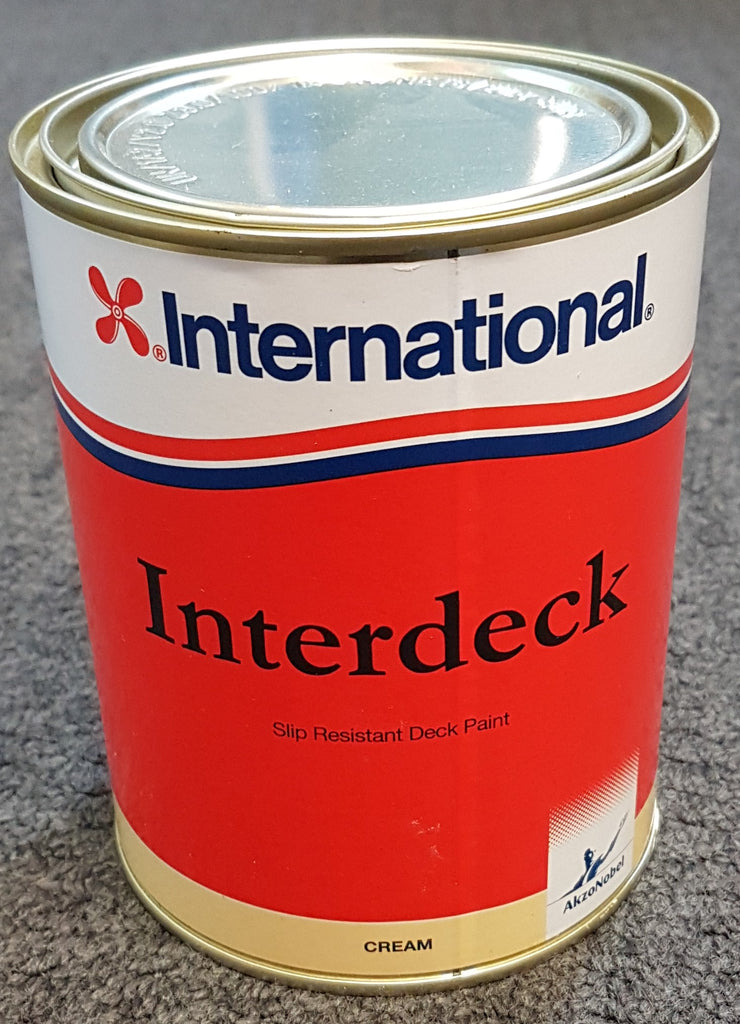 International®
Interdeck
Slip Resistant Deck Paint
AkzoNobel
CREAM